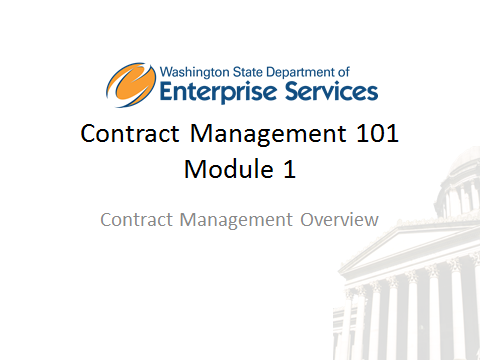 Washington State Department of
Enterprise Services
Contract Management 101
Module 1
Contract Management Overview